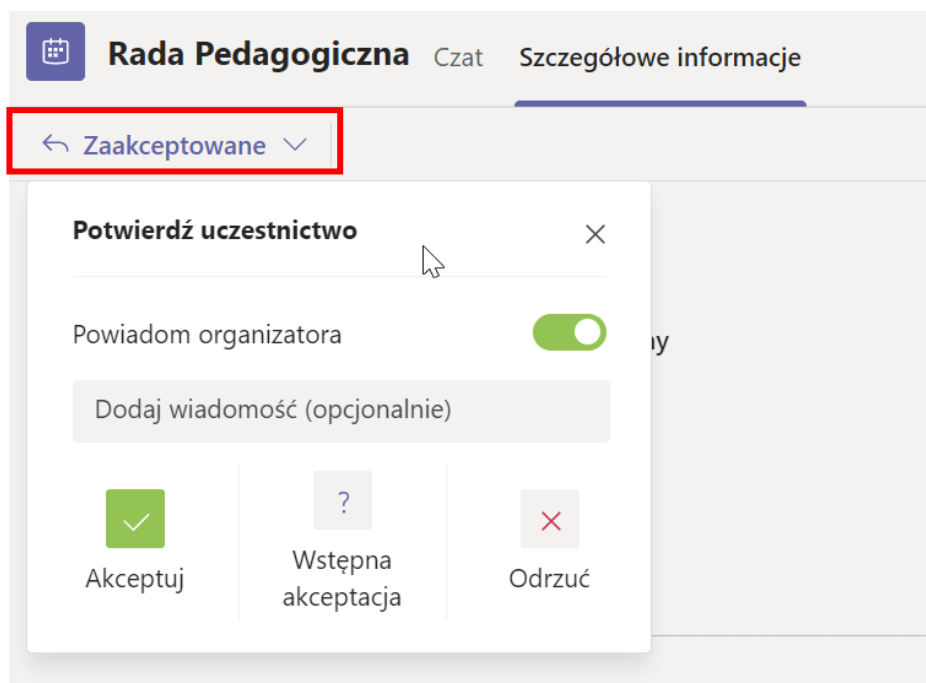 Rada Pedagogiczna Czat Szczegółowe informacje
Zaakceptowane
Potwierdź uczestnictwo
Powiadom organizatora
Dodaj wiadomość (opcjonalnie)
?
Akceptuj
Wstępna
akceptacja
Odrzuć